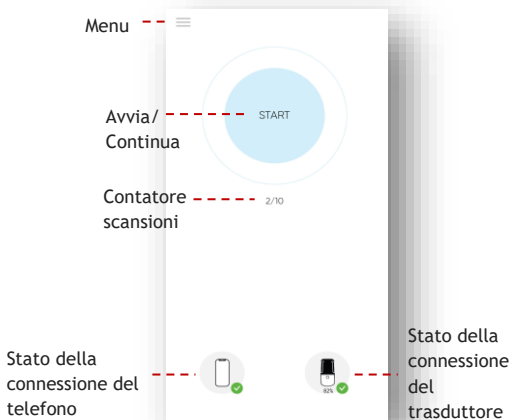 Menu
START
Avvia/
Continua
Contatore
scansioni
2/10
Stato della
connessione del
telefono
82%
Stato della
connessione
del
trasduttore